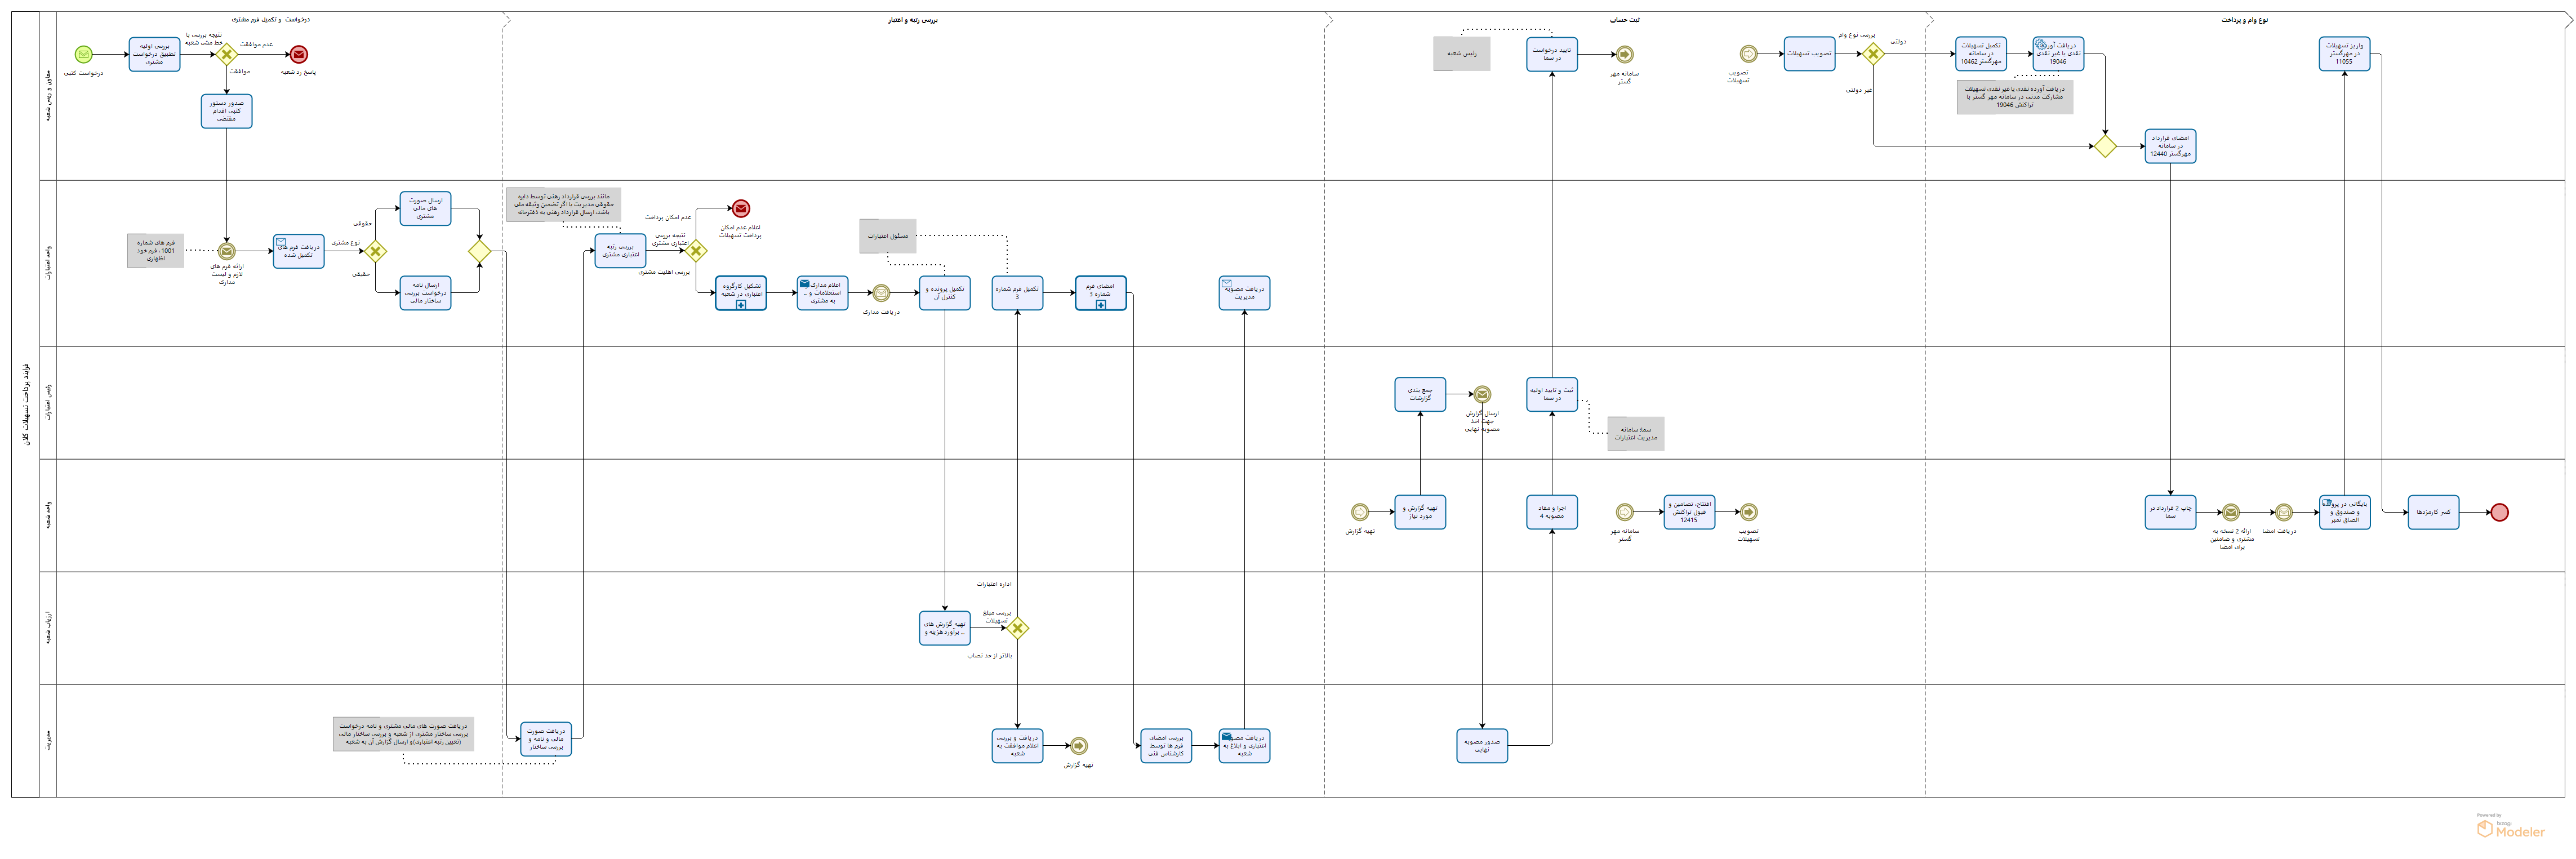 درخواست و تکمیل فرم مشتری
بررسی رتبه و اعتبار
ثبت حساب
نوع وام و پرداخت
فرایند پرداخت تسهیلات کلان
معاون و ریس شعبه
درخواست کتبی
بررسی اولیه
تطبیق درخواست
مشتری
نتیجه بررسی با
خط مشی شعبه
عدم موافقت
پاسخ رد شعبه
موافقت
صدور دستور
کتبی اقدام
مقتضی
رئیس شعبه
تایید درخواست
در سما
سامانه مهر
گستر
تصویب
تسهیلات
تصویب تسهیلات
بررسی نوع وام
دولتی
غیر دولتی
تکمیل تسهیلات
در سامانه
مهرگستر 10462
دریافت آورده
نقدی یا غیر نقدی
19046
دریافت آورده نقدی یا غیر نقدی تسهیلات
مشارکت مدنی در سامانه مهر گستر با
تراکنش 19046
امضای قرارداد
در سامانه
مهرگستر 12440
واریز تسهیلات
در مهرگستر
11055
واحد اعتبارات
فرم های شماره
1001- فرم خود
اظهاری
ارائه فرم های
لازم و لیست
مدارک
دریافت فرم های
تکمیل شده
نوع مشتری
حقوقی
حقیقی
ارسال صورت
های مالی
مشتری
ارسال نامه
درخواست بررسی
ساختار مالی
مانند بررسی قرارداد رهنی توسط دایره
حقوقی مدیریت یا اگر تضمین وثیقه ملی
باشد، ارسال قرارداد رهنی به دفترخانه
بررسی رتبه
اعتباری مشتری
نتیجه بررسی
اعتباری مشتری
عدم امکان پرداخت
اعلام عدم امکان
پرداخت تسهیلات
بررسی اهلیت مشتری
تشکیل کارگروه
اعتباری در شعبه
اعلام مدارک
استعلامات و ...
به مشتری
دریافت مدارک
مسئول اعتبارات
تکمیل پرونده و
کنترل آن
تکمیل فرم شماره
3
امضای فرم
شماره 3
دریافت مصوبه
مدیریت
رئیس اعتبارات
جمع بندی
گزارشات
ارسال گزارش
جهت اخذ
مصوبه نهایی
ثبت و تایید اولیه
در سما
سما: سامانه
مدیریت اعتبارات
واحد شعبه
تهیه گزارش
تهیه گزارش و
مورد نیاز
اجرا و مفاد
مصوبه 4
سامانه مهر
گستر
افتتاح، تضامین و
قبول تراکنش
12415
تصویب
تسهیلات
چاپ 2 قرارداد در
سما
ارائه 2 نسخه به
مشتری و ضامنین
برای امضا
دریافت امضا
بایگانی در پرو
و صندوق و
الصاق تمبر
کسر کارمزدها
ارزیاب شعبه
تهیه گزارش های
برآورد هزینه و ...
بررسی مبلغ
تسهیلات
اداره اعتبارات
بالاتر از حد نصاب
مدیریت
دریافت صورت های مالی مشتری و نامه درخواست
بررسی ساختار مشتری از شعبه و بررسی ساختار مالی
(تعیین رتبه اعتباری) و ارسال گزارش آن به شعبه
دریافت صورت
مالی و نامه و
بررسی ساختار
دریافت و بررسی
اعلام موافقت به
شعبه
تهیه گزارش
بررسی امضای
فرم ها توسط
کارشناس فنی
دریافت مصوبه
اعتباری و ابلاغ به
شعبه
صدور مصوبه
نهایی
Powered by
bizagi
Modeler